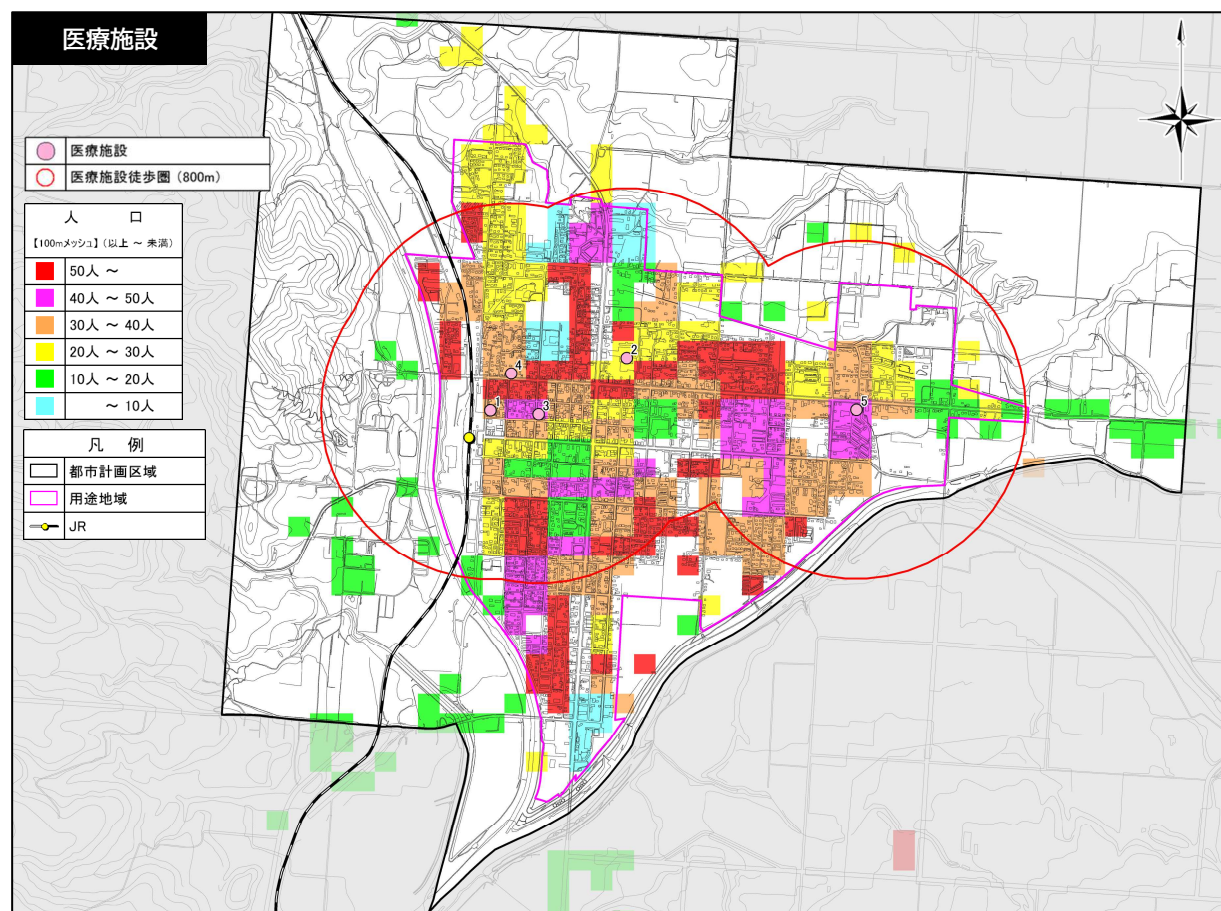 医療施設
医療施設
医療施設徒歩圏（800m）
人　口
【100mメッシュ】（以上 ～ 未満）
50人 ～
40人 ～ 50人
30人 ～ 40人
20人 ～ 30人
10人 ～ 20人
～ 10人
凡　例
都市計画区域
用途地域
JR
2
4
1
3
5